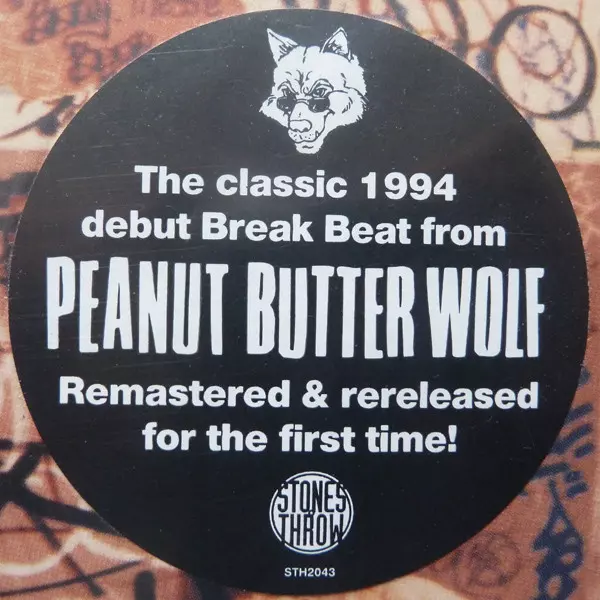 The classic 1994
debut Break Beat from
PEANUT BUTTER WOLF
Remastered & rereleased
for the first time!
STONES
THROW
STH2043